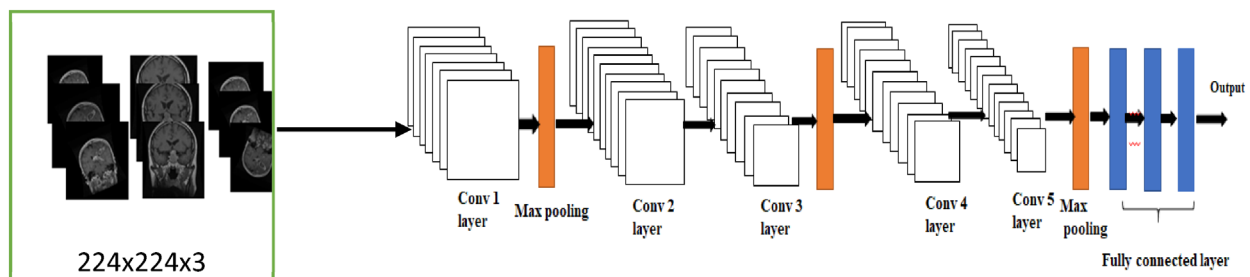 224x224x3
Conv 1
layer
Max pooling
Conv 2
layer
Conv 3
layer
Conv 4
layer
Conv 5
layer
Max
pooling
Fully connected layer
Output